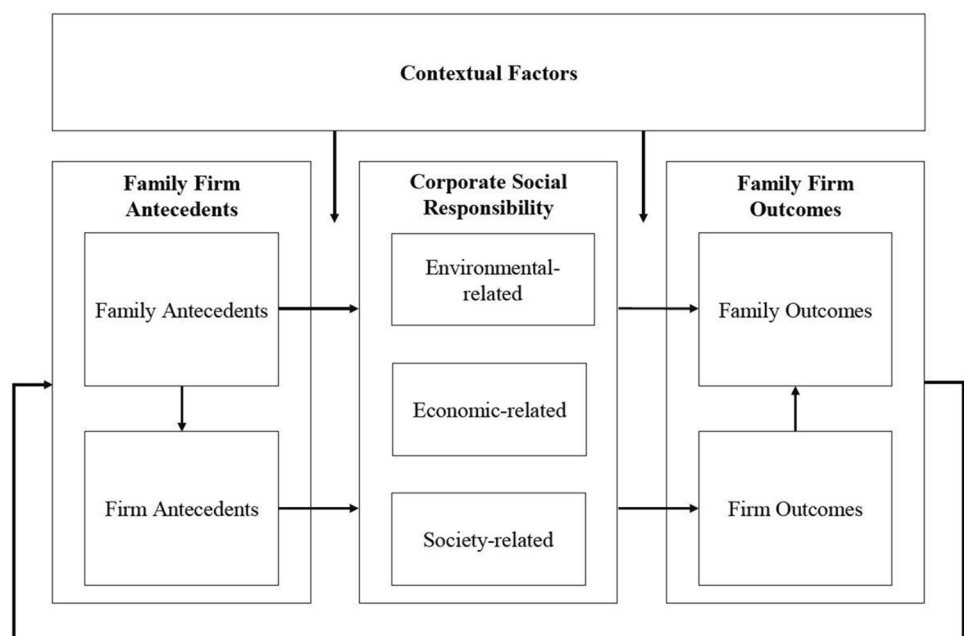 Contextual Factors
Family Firm
Antecedents
Family Antecedents
Firm Antecedents
Corporate Social
Responsibility
Environmental-
related
Economic-related
Society-related
Family Firm
Outcomes
Family Outcomes
Firm Outcomes